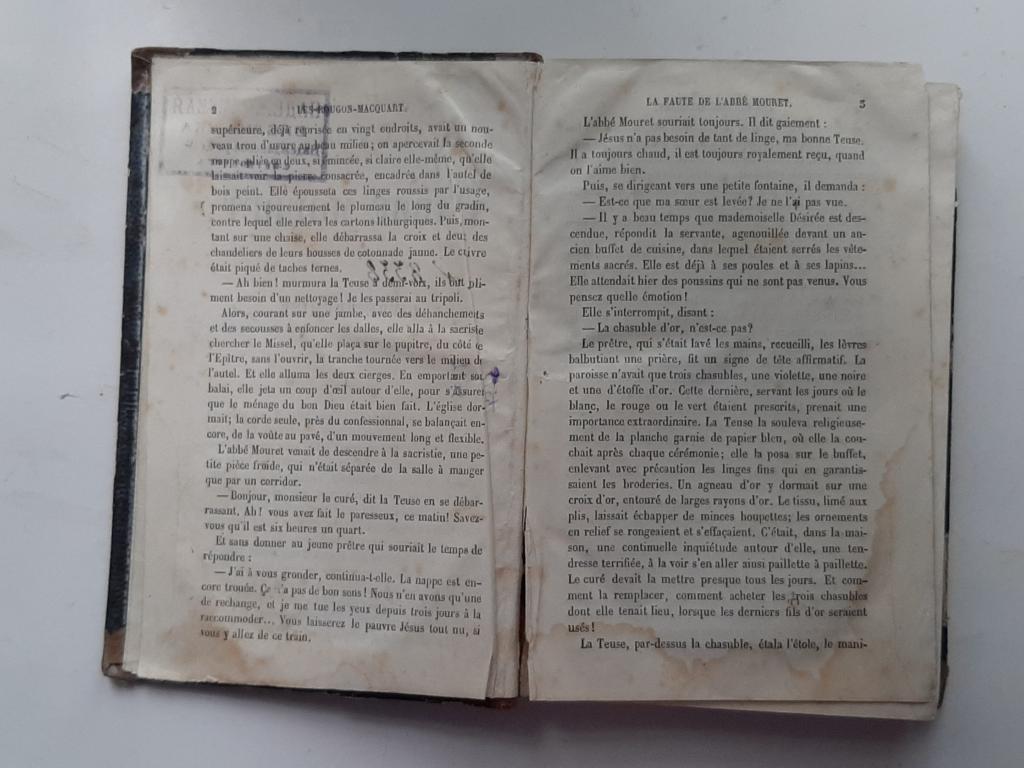 2 LES ROUGON-MACQUART
supérieure, déjà reprisée en vingt endroits, avait un nou-
veau trou d'usure au beau milieu; on apercevait la seconde
nappe pliée en deux, si mincée, si claire elle-même, qu'elle
laissait voir la pierre consacrée, encadrée dans l'autel de
bois peint. Elle épousseta ces linges roussis par l'usage,
promena vigoureusement le plumeau le long du gradin,
contre lequel elle releva les cartons lithurgiques. Puis, mon-
tant sur une chaise, elle débarrassa la croix et deux des
chandeliers de leurs housses de cotonnade jaune. Le cuivre
était piqué de taches ternes.
— Ah bien! murmura la Teuse à demi-voix, ils ont pli-
ment besoin d'un nettoyage! Je les passerai au tripoli.
Alors, courant sur une jambe, avec des déhanchements
et des secousses à enfoncer les dalles, elle alla à la sacristie
chercher le Missel, qu'elle plaça sur le pupitre, du côté de
l'Epître, sans l'ouvrir, la tranche tournée vers le milieu de
l'autel. Et elle alluma les deux cierges. En emportant son
balai, elle jeta un coup d'œil autour d'elle, pour s'assurer
que le ménage du bon Dieu était bien fait. L'église dor-
mait; la corde seule, près du confessionnal, se balançait en-
core, de la voûte au pavé, d'un mouvement long et flexible.
L'abbé Mouret venait de descendre à la sacristie, une pe-
tite pièce froide, qui n'était séparée de la salle à manger
que par un corridor.
— Bonjour, monsieur le curé, dit la Teuse en se débar-
rassant. Ah! vous avez fait le paresseux, ce matin! Savez-
vous qu'il est six heures un quart.
Et sans donner au jeune prêtre qui souriait le temps de
répondre :
— J'ai à vous gronder, continua-t-elle. La nappe est en-
core trouée. Ça n'a pas de bon sens! Nous n'en avons qu'une
de rechange, et je me tue les yeux depuis trois jours à la
raccommoder... Vous laisserez le pauvre Jésus tout nu, si
vous y allez de ce train.
LA FAUTE DE L'ABBÉ MOURET. 3
L'abbé Mouret souriait toujours. Il dit gaiement :
— Jésus n'a pas besoin de tant de linge, ma bonne Teuse.
Il a toujours chaud, il est toujours royalement reçu, quand
on l'aime bien.
Puis, se dirigeant vers une petite fontaine, il demanda :
— Est-ce que ma sœur est levée? Je ne l'ai pas vue.
— Il y a beau temps que mademoiselle Désirée est des-
cendue, répondit la servante, agenouillée devant un an-
cien buffet de cuisine, dans lequel étaient serrés les vête-
ments sacrés. Elle est déjà à ses poules et à ses lapins...
Elle attendait hier des poussins qui ne sont pas venus. Vous
pensez quelle émotion!
Elle s'interrompit, disant :
— La chasuble d'or, n'est-ce pas?
Le prêtre, qui s'était lavé les mains, recueilli, les lèvres
balbutiant une prière, fit un signe de tête affirmatif. La
paroisse n'avait que trois chasubles, une violette, une noire
et une d'étoffe d'or. Cette dernière, servant les jours où le
blanc, le rouge ou le vert étaient prescrits, prenait une
importance extraordinaire. La Teuse la souleva religieuse-
ment de la planche garnie de papier bleu, où elle la cou-
chait après chaque cérémonie; elle la posa sur le buffet,
enlevant avec précaution les linges fins qui en garantis-
saient les broderies. Un agneau d'or y dormait sur une
croix d'or, entouré de larges rayons d'or. Le tissu, limé aux
plis, laissait échapper de minces houpettes; les ornements
en relief se rongeaient et s'effaçaient. C'était, dans la mai-
son, une continuelle inquiétude autour d'elle, une ten-
dresse terrifiée, à la voir s'en aller ainsi paillette à paillette.
Le curé devait la mettre presque tous les jours. Et com-
ment la remplacer, comment acheter les trois chasubles
dont elle tenait lieu, lorsque les derniers fils d'or seraient
usés!
La Teuse, par-dessus la chasuble, étala l'étole, le mani-